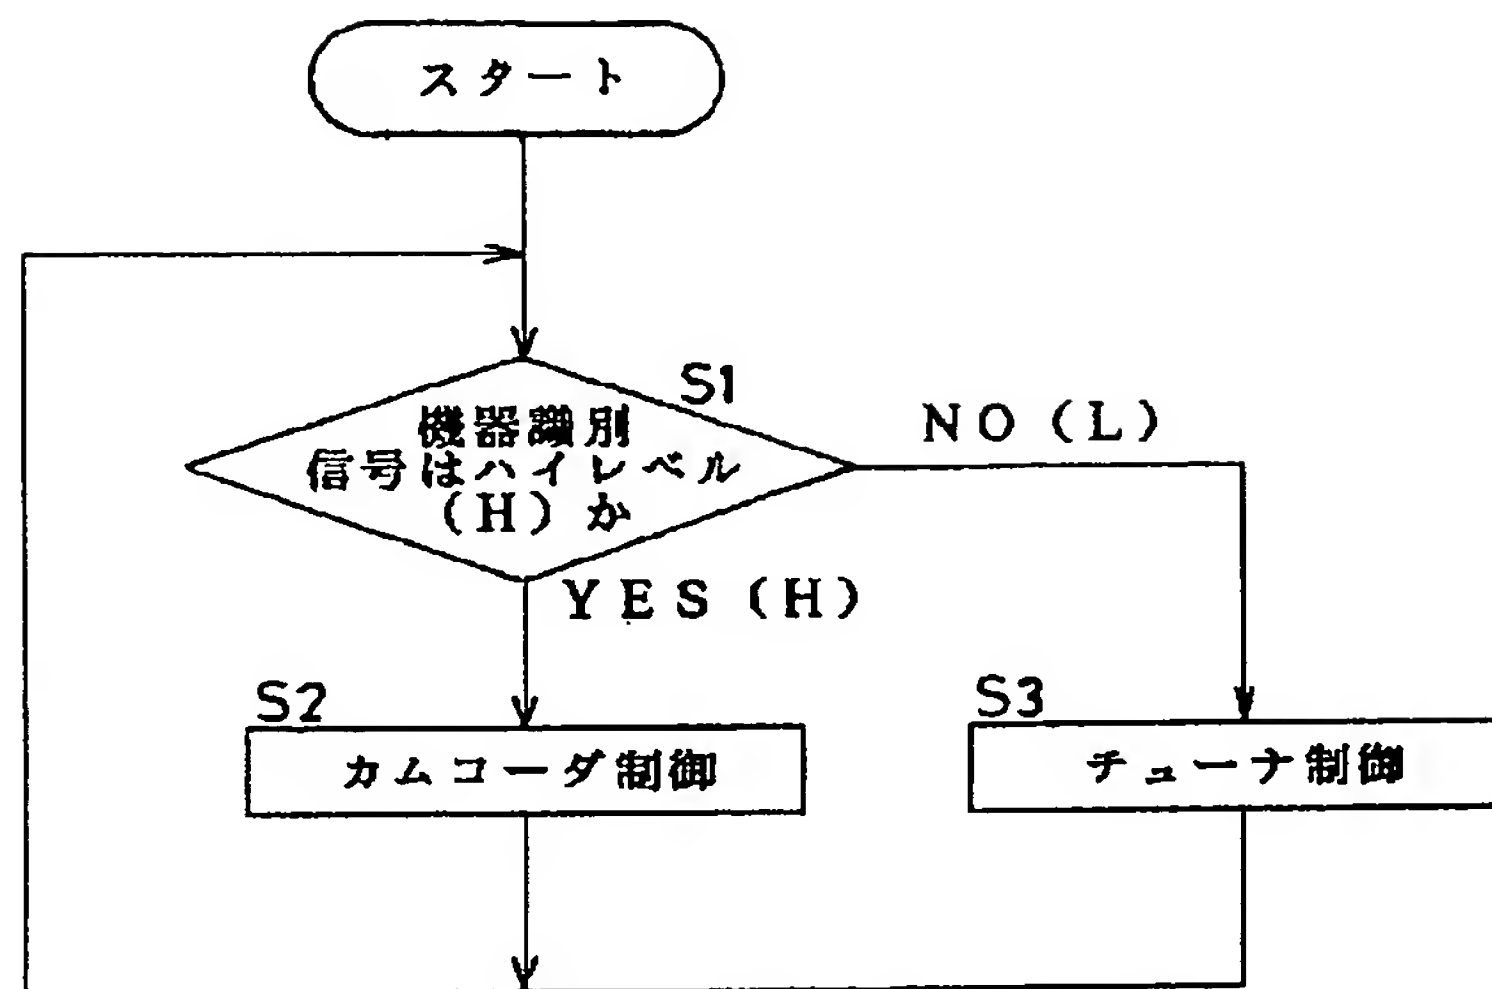 スタート
S1
機器識別
信号はハイレベル
(H)か
NO(L)
YES(H)
S2
カムコーダ制御
S3
チューナ制御